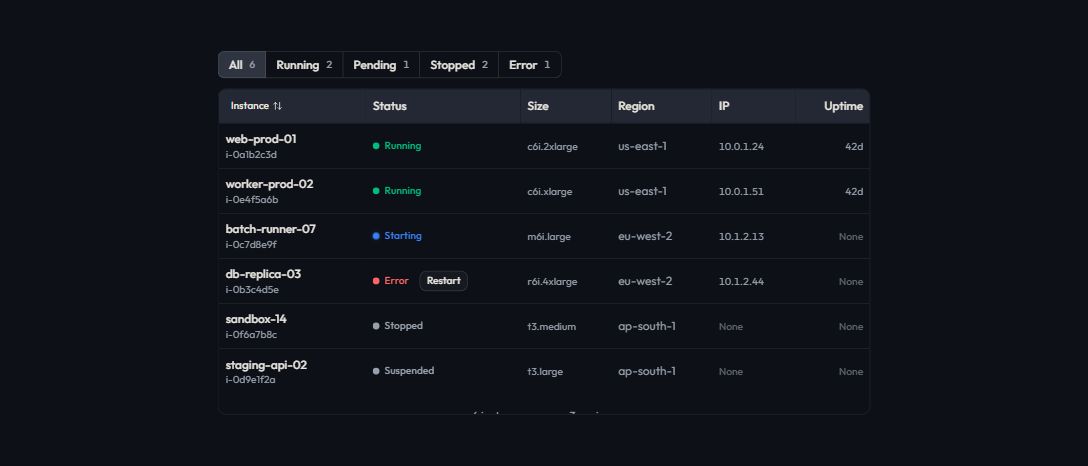 All 6 Running 2 Pending 1 Stopped 2 Error 1
Instance ↑↓ Status Size Region IP Uptime
web-prod-01
i-0a1b2c3d
Running c6i.2xlarge us-east-1 10.0.1.24 42d
worker-prod-02
i-0e4f5a6b
Running c6i.xlarge us-east-1 10.0.1.51 42d
batch-runner-07
i-0c7d8e9f
Starting m6i.large eu-west-2 10.1.2.13 None
db-replica-03
i-0b3c4d5e
Error Restart r6i.4xlarge eu-west-2 10.1.2.44 None
sandbox-14
i-0f6a7b8c
Stopped t3.medium ap-south-1 None None
staging-api-02
i-0d9e1f2a
Suspended t3.large ap-south-1 None None